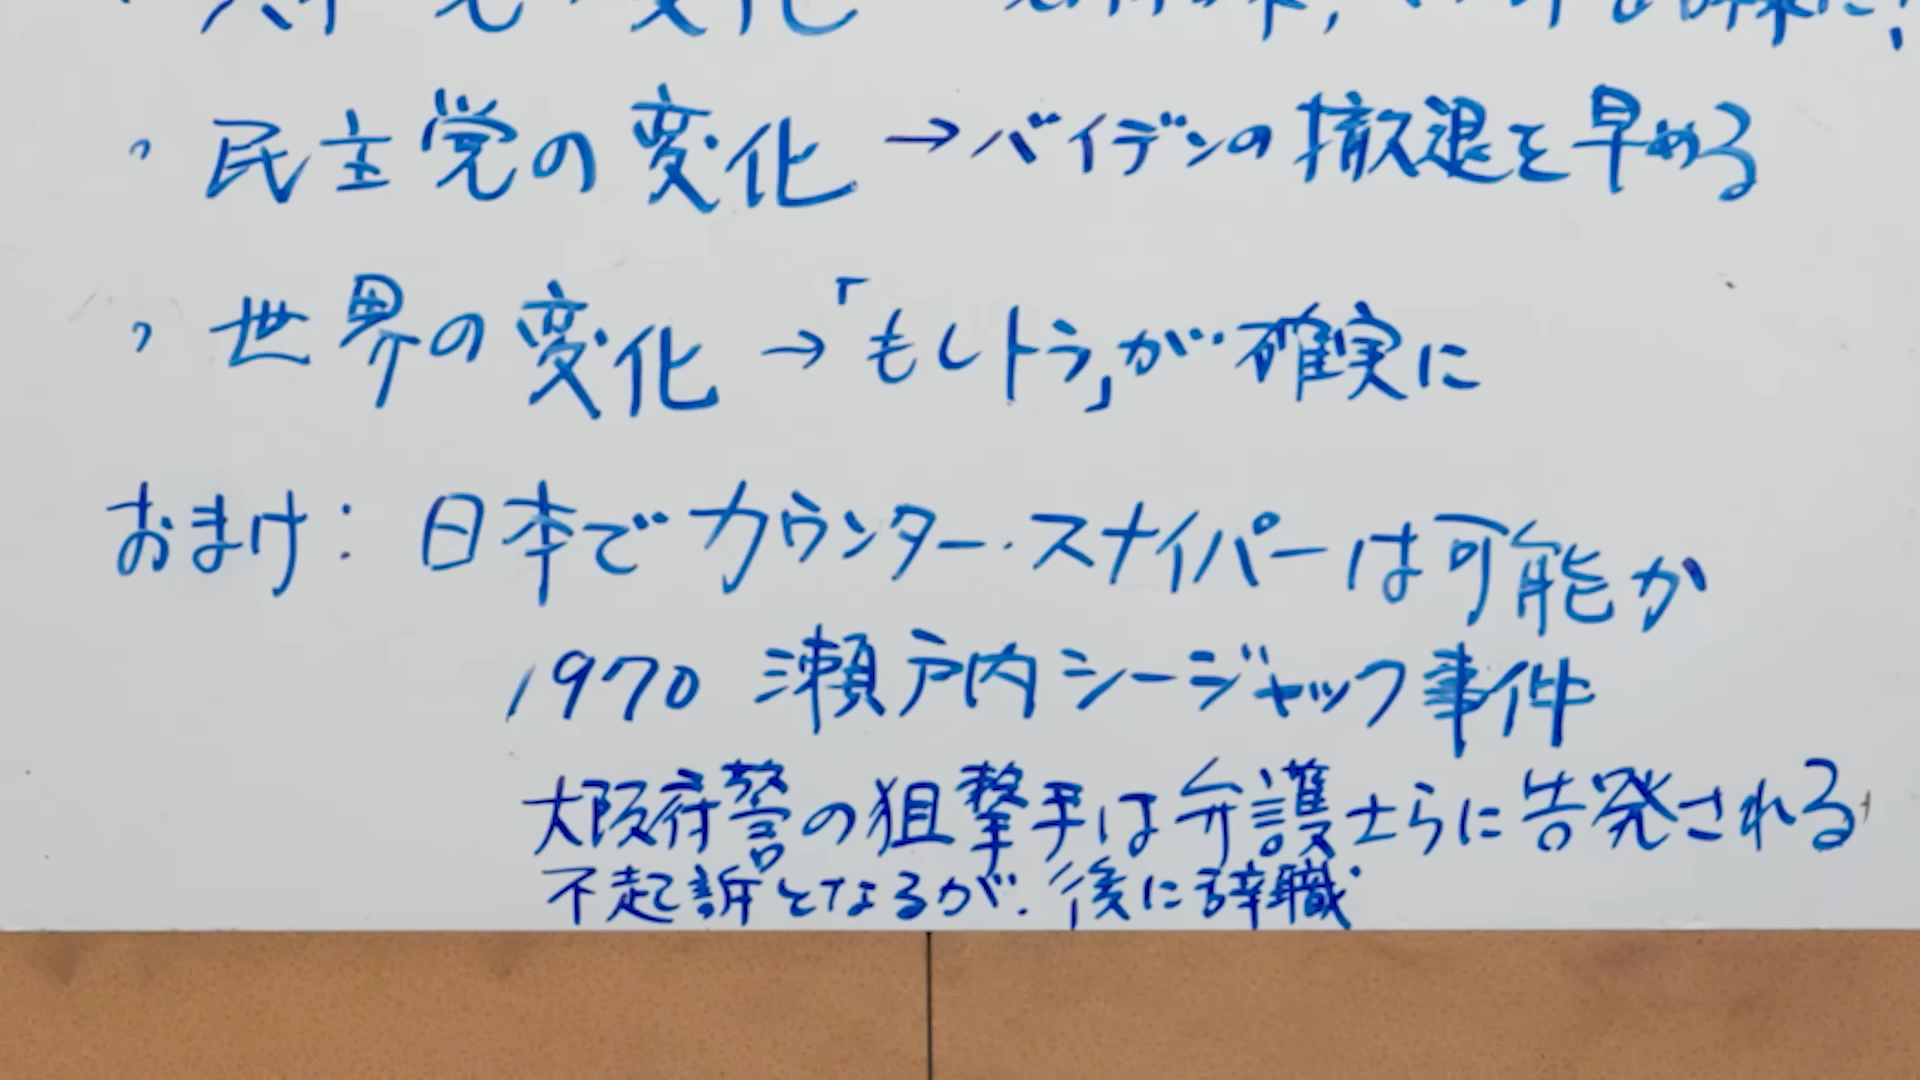 ・民主党の変化→バイデンの撤退を早める
・世界の変化→「もしトラ」が確実に
おまけ：日本でカウンター・スナイパーは可能か
1970 瀬戸内シージャック事件
大阪府警の狙撃手は弁護士らに告発される
不起訴となるが、後に辞職